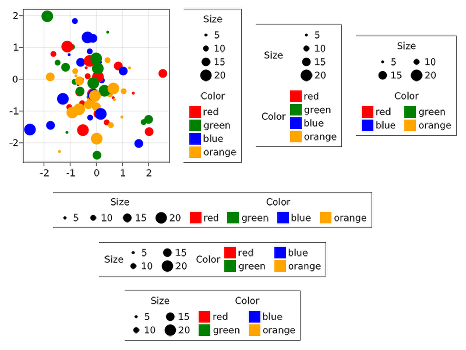 2
1
0
-1
-2
-2 -1 0 1 2
Size
5
10
15
20
Color
red
green
blue
orange
Size
5
10
15
20
Color
red
green
blue
orange
5 10
15 20
red green
blue orange
Size Color
5 10 15 20 red green blue orange
Size 5 15 Color red blue
10 20 green orange
Size Color
5 15 red blue
10 20 green orange